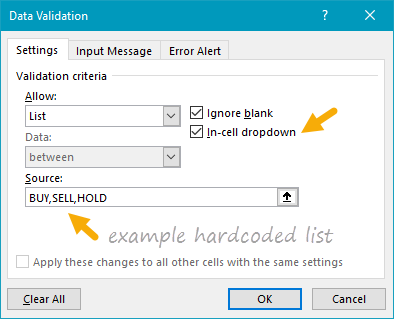 Data Validation ? ×
Settings Input Message Error Alert
Validation criteria
Allow:
List
Ignore blank
In-cell dropdown
Data:
between
Source:
BUY,SELL,HOLD
example hardcoded list
Apply these changes to all other cells with the same settings
Clear All OK Cancel